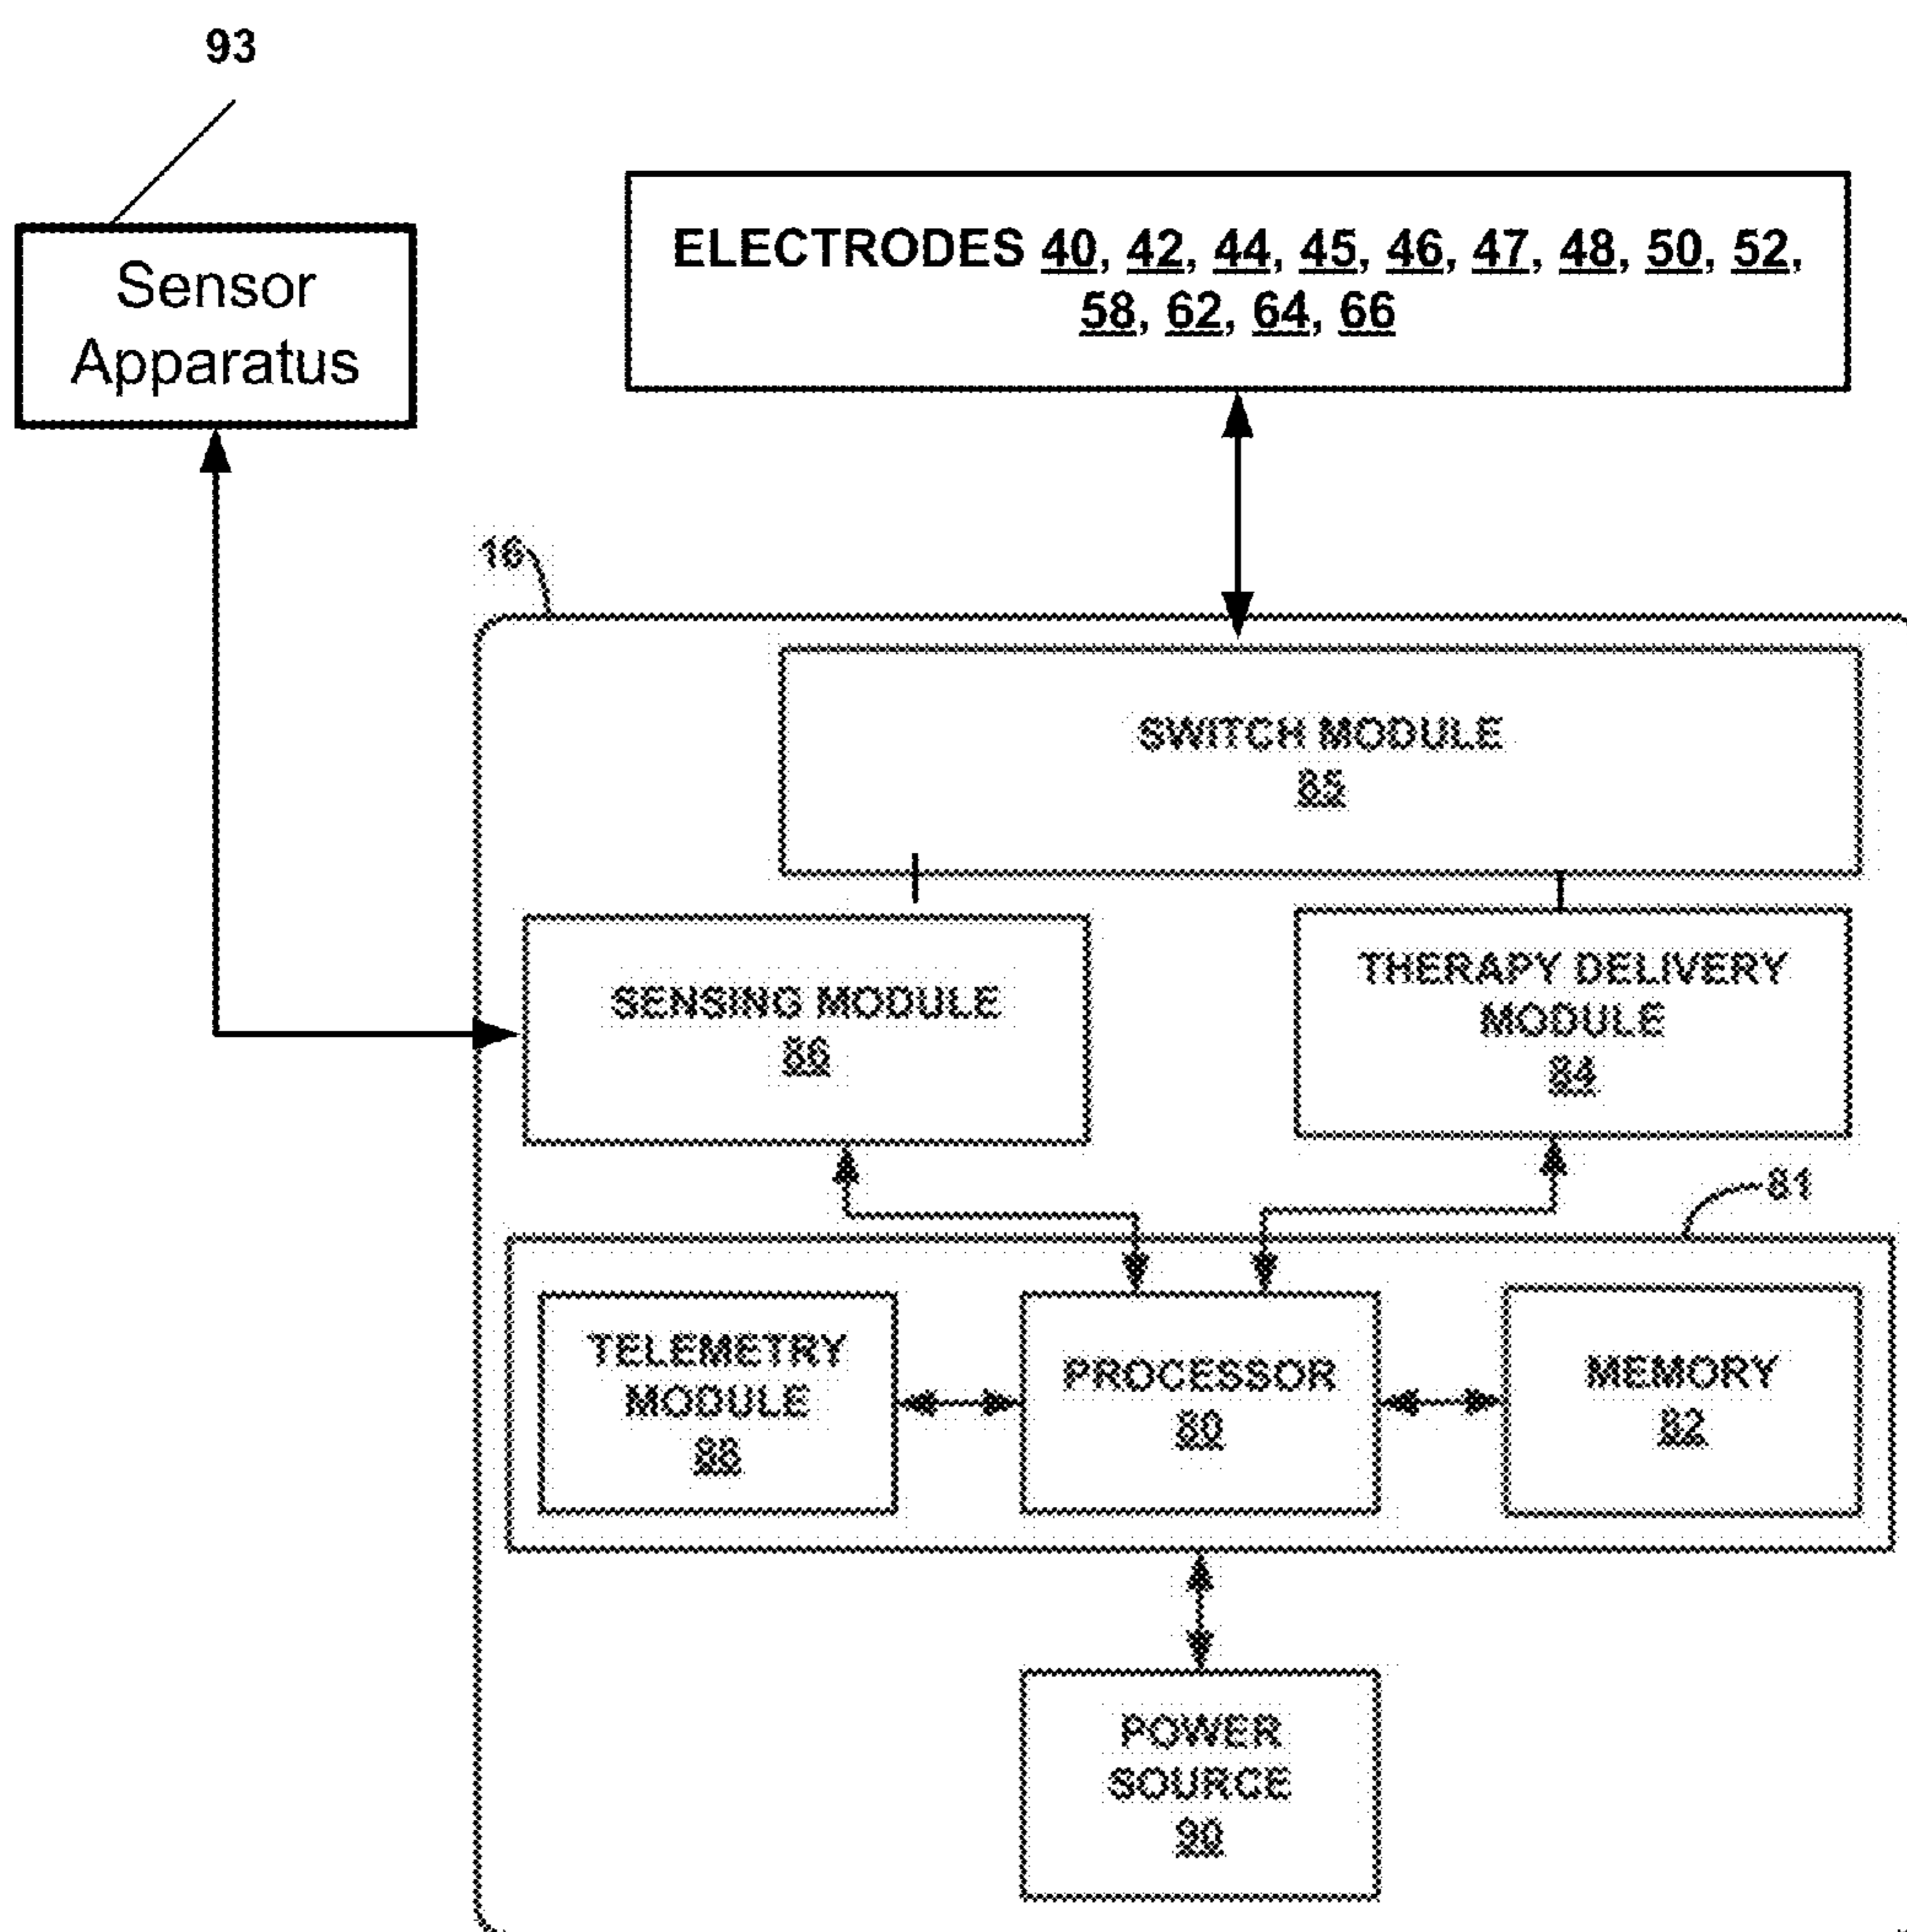 93
Sensor
Apparatus
ELECTRODES 40, 42, 44, 45, 46, 47, 48, 50, 52,
58, 62, 64, 66
16
SWITCH MODULE
85
SENSING MODULE
86
THERAPY DELIVERY
MODULE
84
81
TELEMETRY
MODULE
88
PROCESSOR
80
MEMORY
82
POWER
SOURCE
90